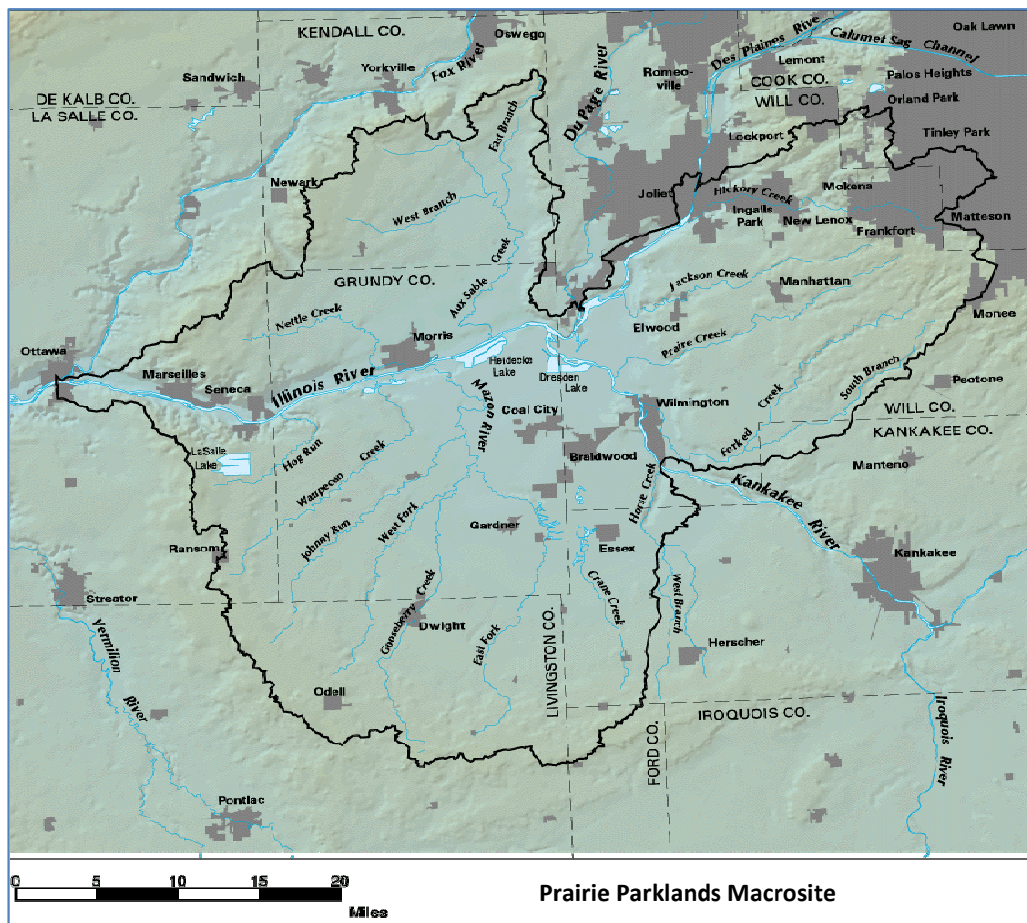 KENDALL CO.
Oswego
Oak Lawn
Des Plaines Rive
Calumet Sag Channel
Sandwich
Yorkville
Fox River
Du Page River
Romeo-
ville
Lemont
COOK CO.
WILL CO.
Palos Heights
DE KALB CO.
LA SALLE CO.
Orland Park
East Branch
Lockport
Tinley Park
Newark
West Branch
Joliet
Hickory Creek
Mokena
Ingalls
Park
New Lenox
Frankfort
Matteson
Creek
Aux Sable
GRUNDY CO.
Jackson Creek
Manhattan
Nettle Creek
Morris
Elwood
Monee
Prairie Creek
Ottawa
Marseilles
Seneca
Illinois River
Heidecke
Lake
Dresden
Lake
Mazon River
South Branch
Creek
Forked
Peotone
Coal City
Wilmington
WILL CO.
KANKAKEE CO.
LaSalle
Lake
Hog Run
Waupecan Creek
Braidwood
Manteno
Horse Creek
Kankakee River
Johnny Run
West Fork
Gardner
Ransom
Essex
Kankakee
Streator
Gooseberry Creek
Dwight
East Fork
Crane Creek
West Branch
Herscher
Vermilion River
LIVINGSTON CO.
Odell
IROQUOIS CO.
FORD CO.
Iroquois River
Pontiac
0 5 10 15 20
Miles
Prairie Parklands Macrosite